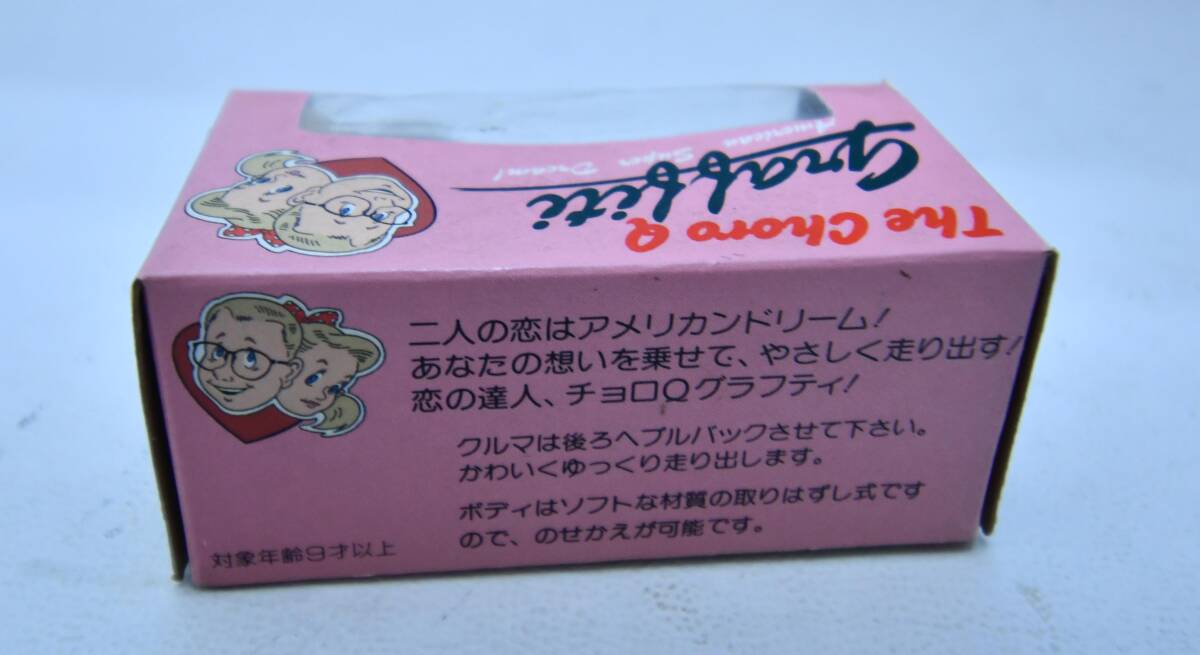 The Choro Q
Graffiti
American Super Dream!
二人の恋はアメリカンドリーム!
あなたの想いを乗せて、やさしく走り出す!
恋の達人、チョロQグラフティ!
クルマは後ろへプルバックさせて下さい。
かわいくゆっくり走り出します。
ボディはソフトな材質の取りはずし式です
ので、のせかえが可能です。
対象年齢9才以上